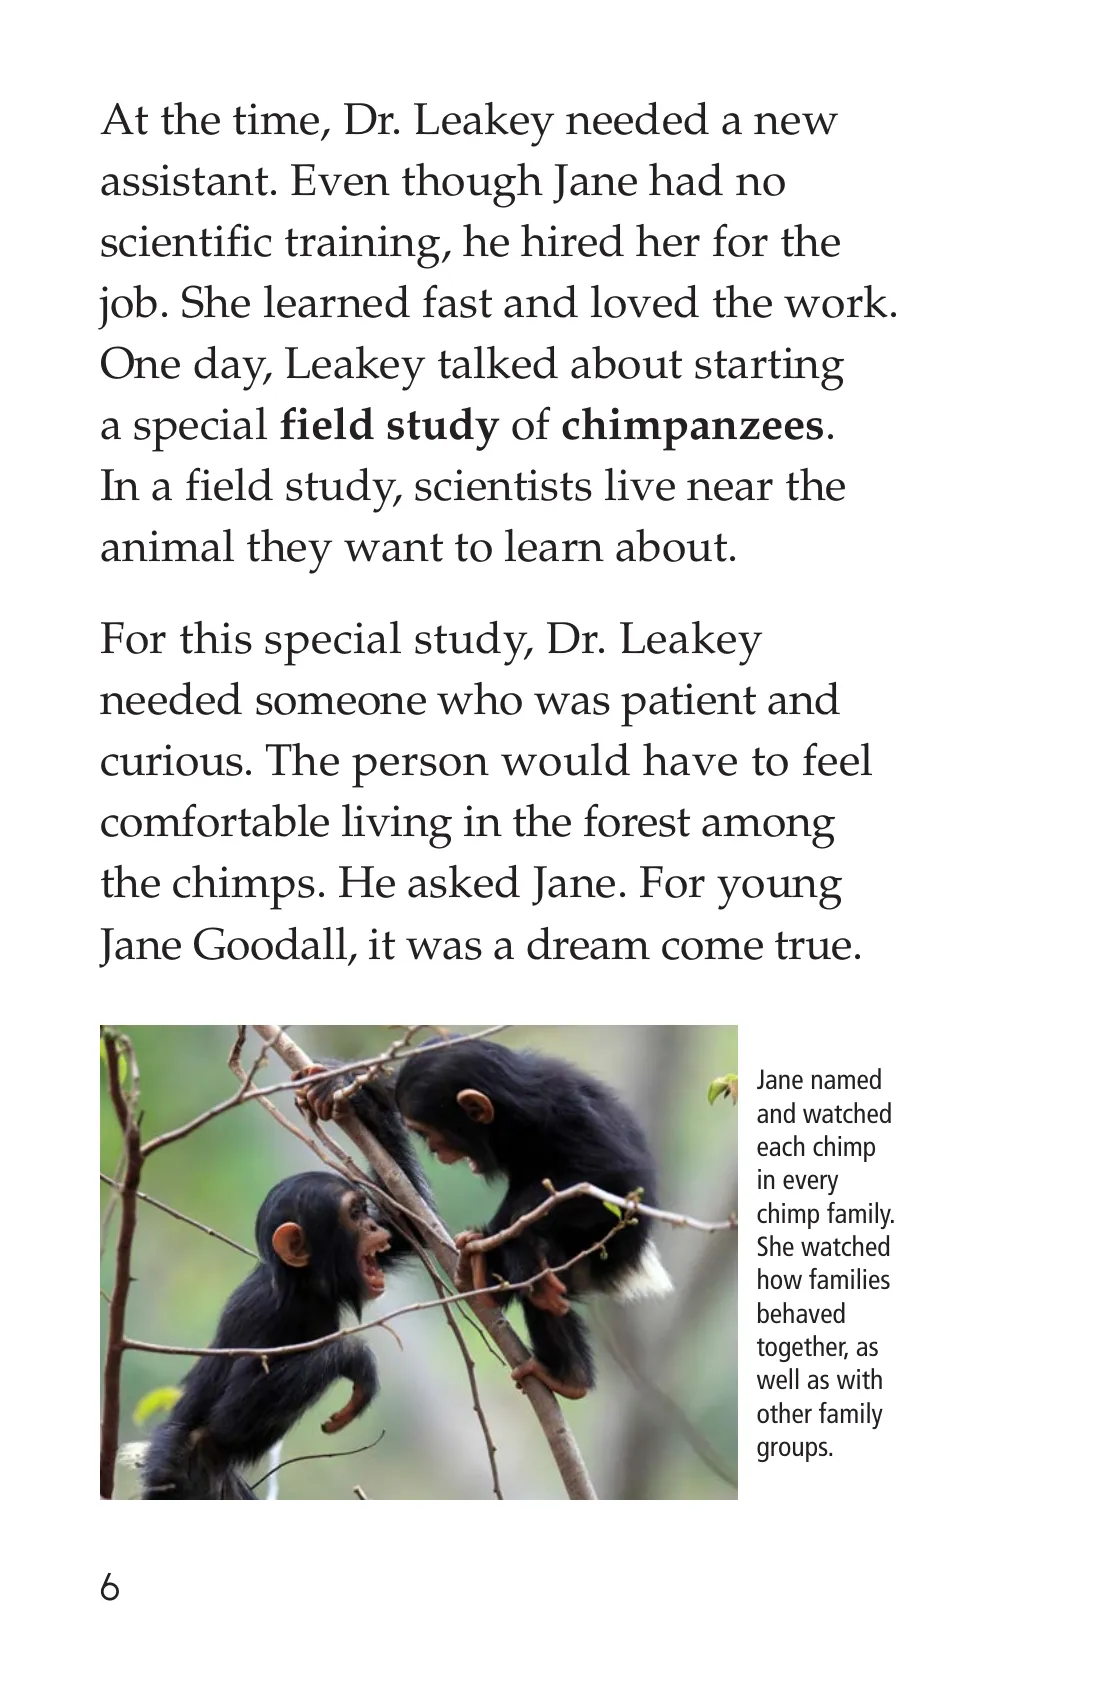 At the time, Dr. Leakey needed a new
assistant. Even though Jane had no
scientific training, he hired her for the
job. She learned fast and loved the work.
One day, Leakey talked about starting
a special field study of chimpanzees.
In a field study, scientists live near the
animal they want to learn about.
For this special study, Dr. Leakey
needed someone who was patient and
curious. The person would have to feel
comfortable living in the forest among
the chimps. He asked Jane. For young
Jane Goodall, it was a dream come true.
Jane named
and watched
each chimp
in every
chimp family.
She watched
how families
behaved
together, as
well as with
other family
groups.
6